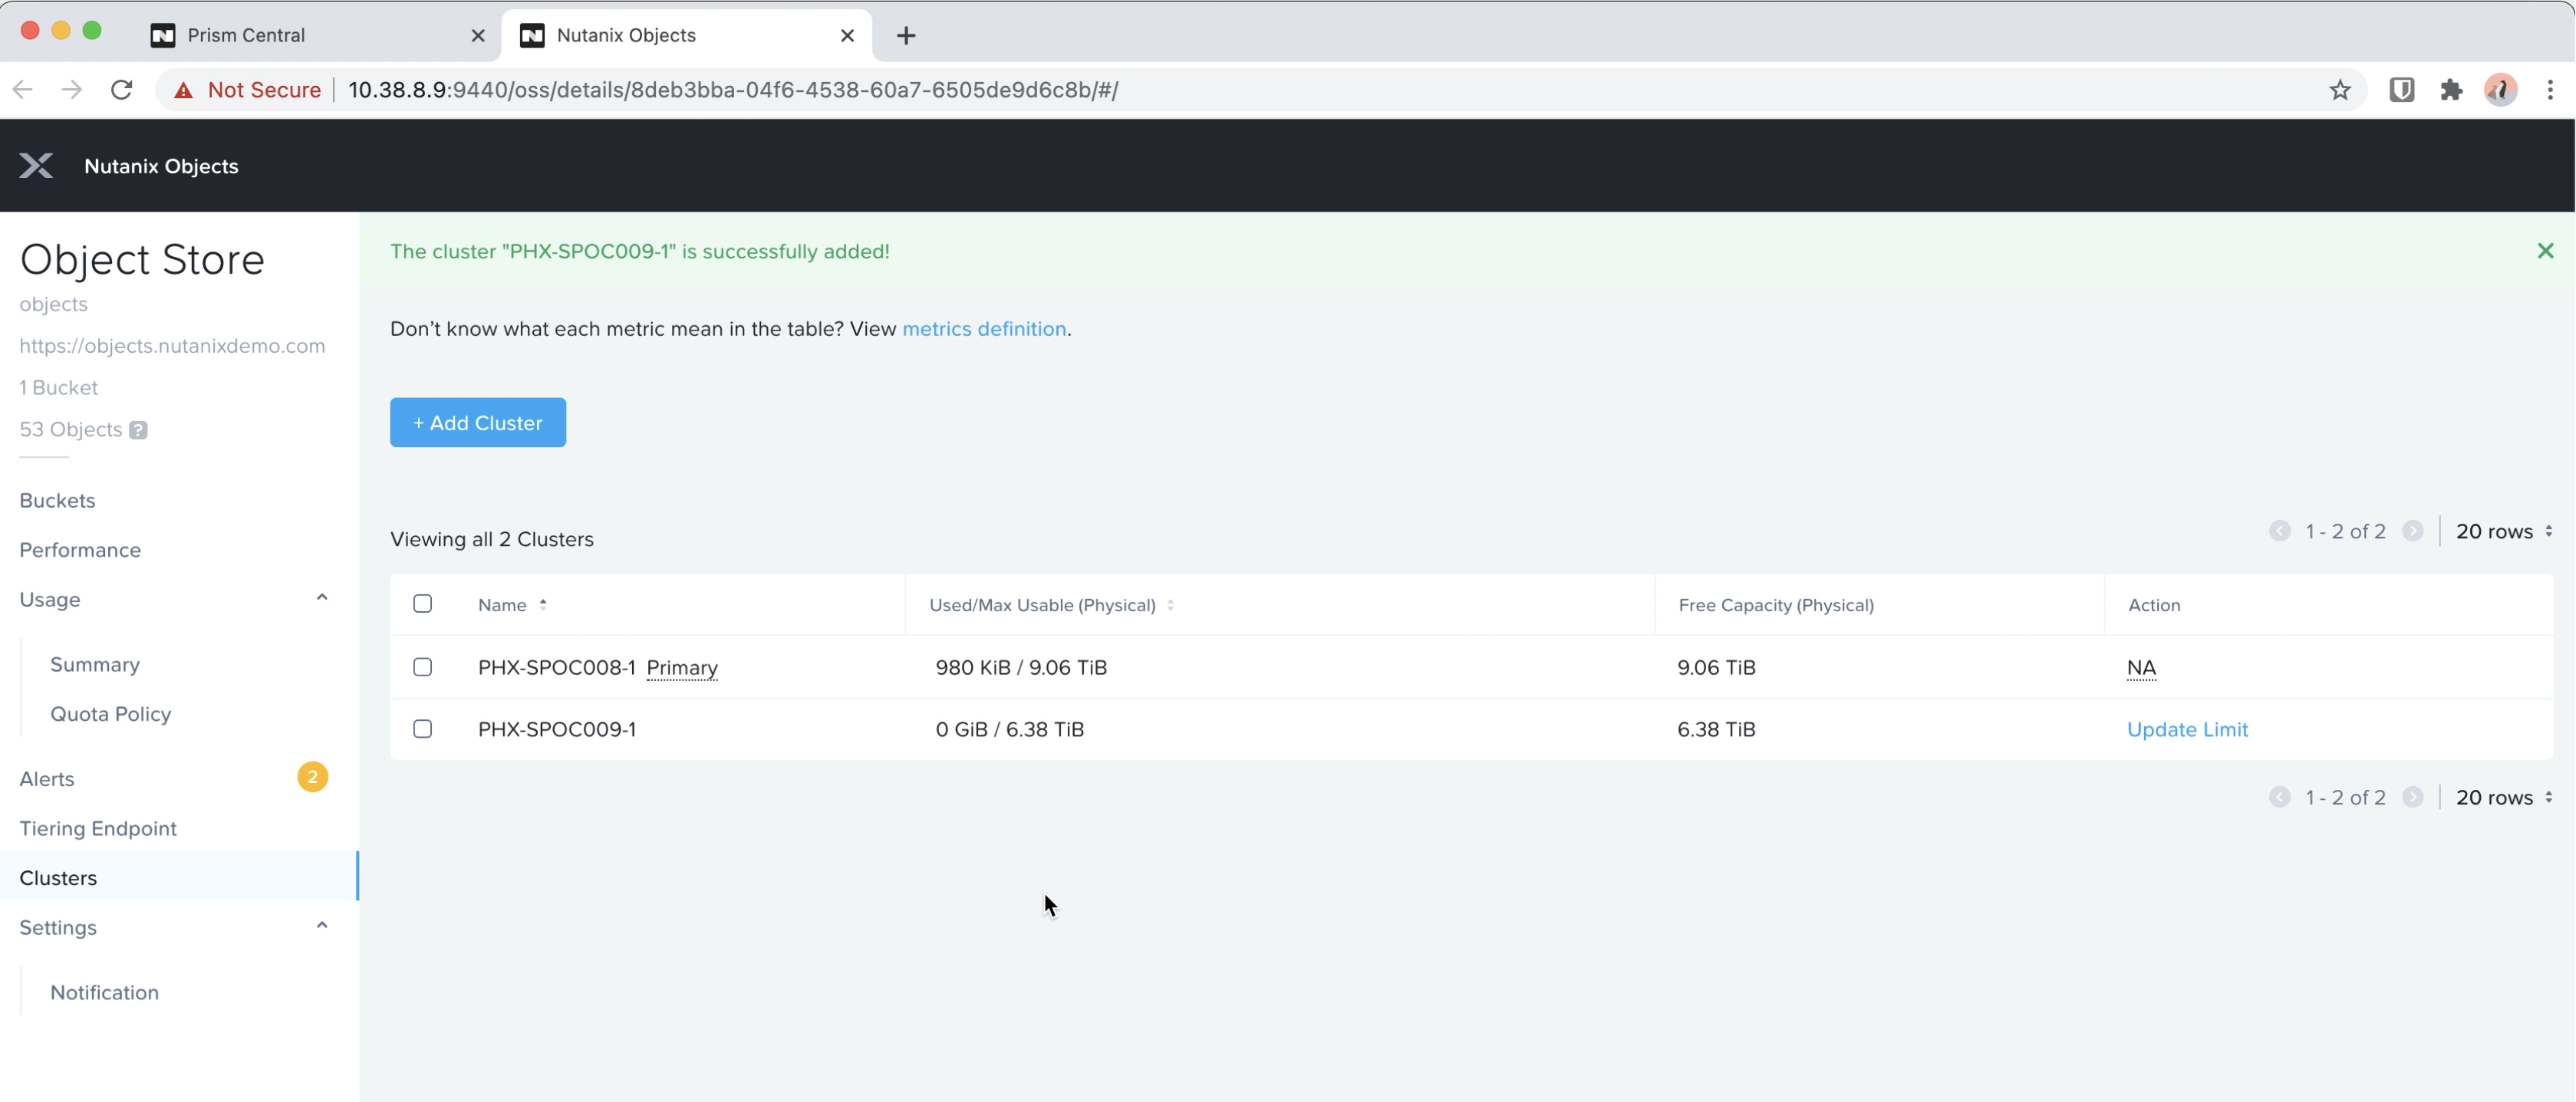 Prism Central
Nutanix Objects
Not Secure
10.38.8.9:9440/oss/details/8deb3bba-04f6-4538-60a7-6505de9d6c8b/#/
Nutanix Objects
Object Store
objects
https://objects.nutanixdemo.com
1 Bucket
53 Objects ?
Buckets
Performance
Usage
Summary
Quota Policy
Alerts 2
Tiering Endpoint
Clusters
Settings
Notification
The cluster "PHX-SPOC009-1" is successfully added!
Don’t know what each metric mean in the table? View metrics definition.
+ Add Cluster
Viewing all 2 Clusters
1 - 2 of 2 20 rows
Name Used/Max Usable (Physical) Free Capacity (Physical) Action
PHX-SPOC008-1 Primary 980 KiB / 9.06 TiB 9.06 TiB NA
PHX-SPOC009-1 0 GiB / 6.38 TiB 6.38 TiB Update Limit
1 - 2 of 2 20 rows